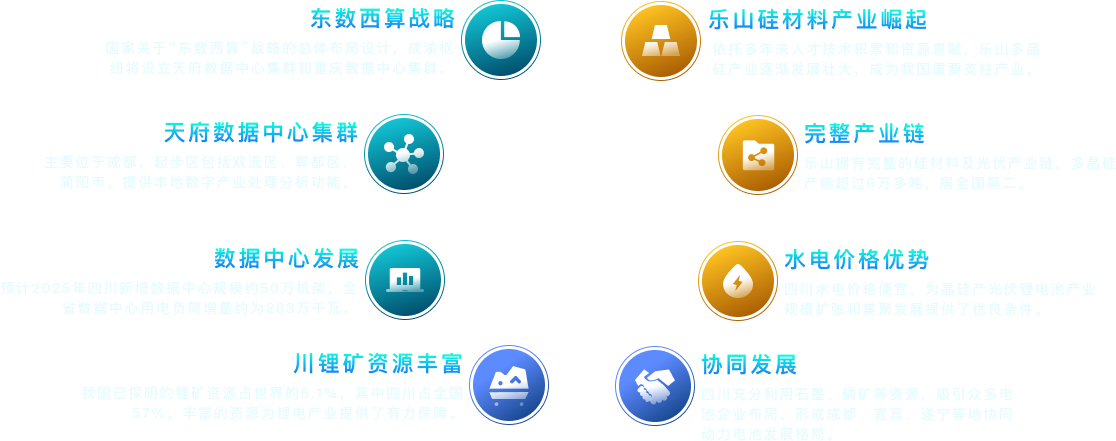 东数西算战略
国家关于“东数西算”战略的总体布局设计，成渝枢
纽将设立天府数据中心集群和重庆数据中心集群。
天府数据中心集群
主要位于成都，起步区包括双流区、郫都区、
简阳市。提供本地数字产业处理分析功能。
数据中心发展
预计2025年四川新增数据中心规模约50万机架，全
省数据中心用电负荷增量约为263万千瓦。
川锂矿资源丰富
我国已探明的锂矿资源占世界的6.1%，其中四川占全国
57%，丰富的资源为锂电产业提供了有力保障。
乐山硅材料产业崛起
依托多年来人才技术积累和资源禀赋，乐山多晶
硅产业逐渐发展壮大，成为我国重要支柱产业。
完整产业链
乐山拥有完整的硅材料及光伏产业链，多晶硅
产能超过5万多吨，居全国第二。
水电价格优势
四川水电价格便宜，为晶硅产光伏锂电池产业
规模扩张和集聚发展提供了优良条件。
协同发展
四川充分利用石墨、磷矿等资源，吸引众多电
池企业布局，形成成都、宜宾、遂宁等地协同
动力电池发展格局。